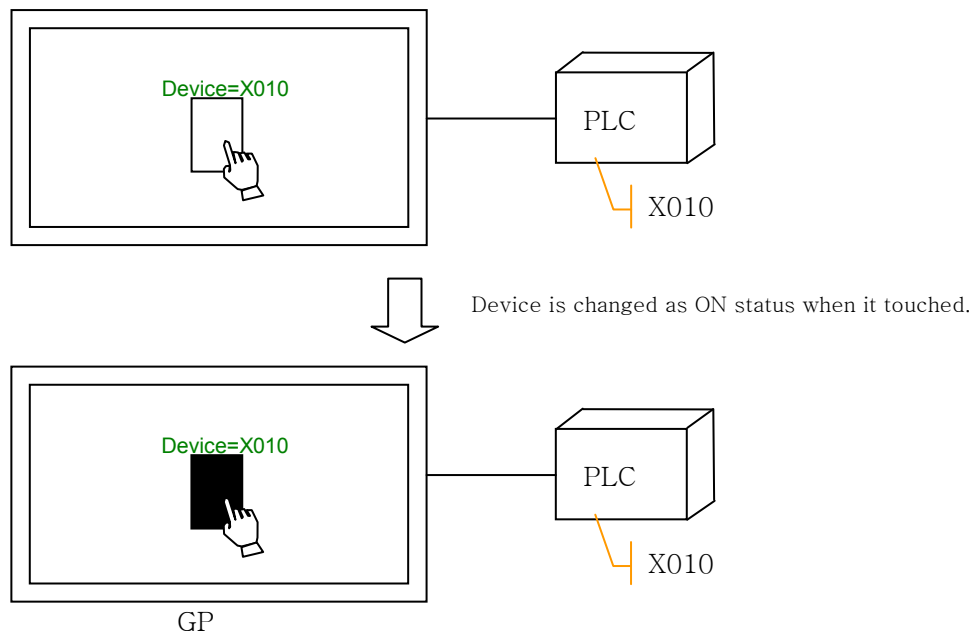 Device=X010
PLC
X010
Device is changed as ON status when it touched.
Device=X010
PLC
X010
GP